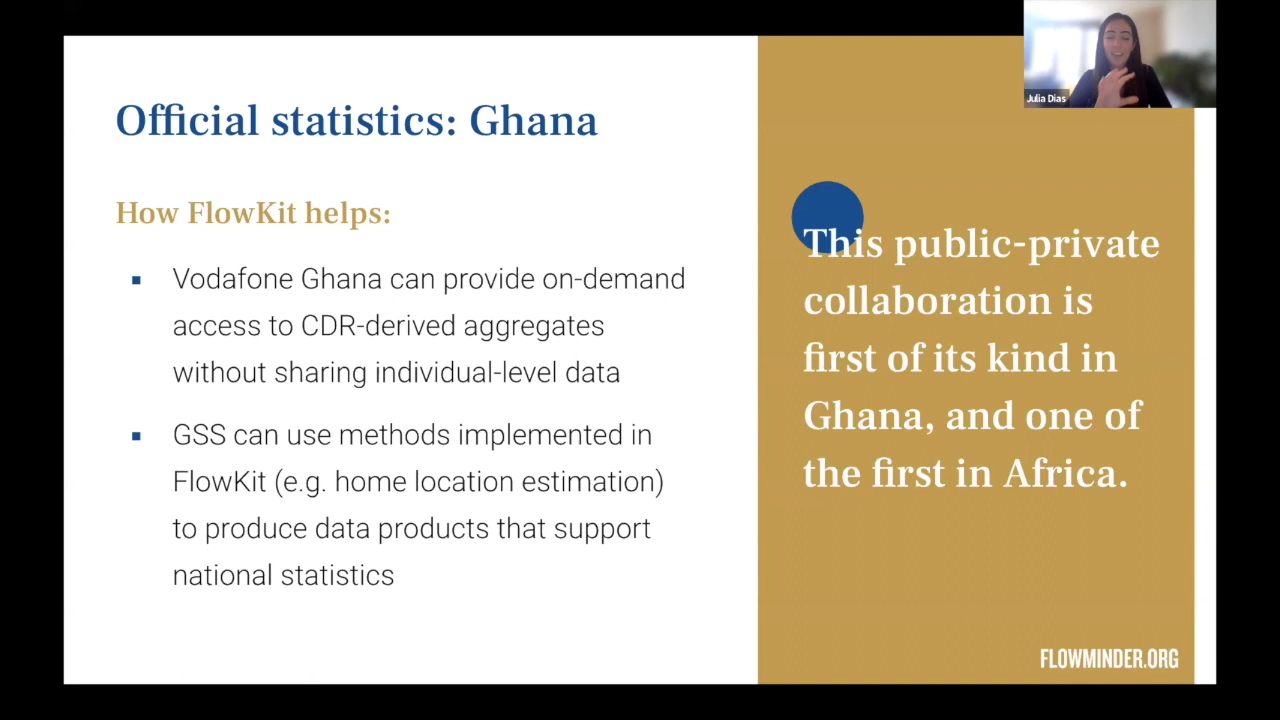 Official statistics: Ghana
How FlowKit helps:
▪ Vodafone Ghana can provide on-demand
access to CDR-derived aggregates
without sharing individual-level data
▪ GSS can use methods implemented in
FlowKit (e.g. home location estimation)
to produce data products that support
national statistics
This public-private
collaboration is
first of its kind in
Ghana, and one of
the first in Africa.
FLOWMINDER.ORG
Julia Dias